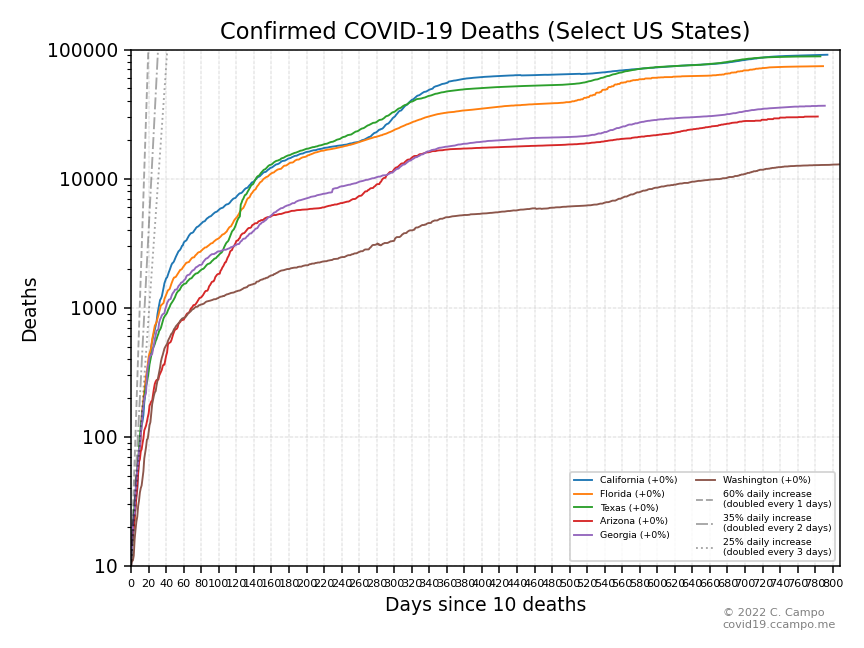 Confirmed COVID-19 Deaths (Select US States)
100000
10000
1000
100
10
Deaths
California (+0%)
Florida (+0%)
Texas (+0%)
Arizona (+0%)
Georgia (+0%)
Washington (+0%)
60% daily increase
(doubled every 1 days)
35% daily increase
(doubled every 2 days)
25% daily increase
(doubled every 3 days)
0 20 40 60 80 100 120 140 160 180 200 220 240 260 280 300 320 340 360 380 400 420 440 460 480 500 520 540 560 580 600 620 640 660 680 700 720 740 760 780 800
Days since 10 deaths
© 2022 C. Campo
covid19.ccampo.me